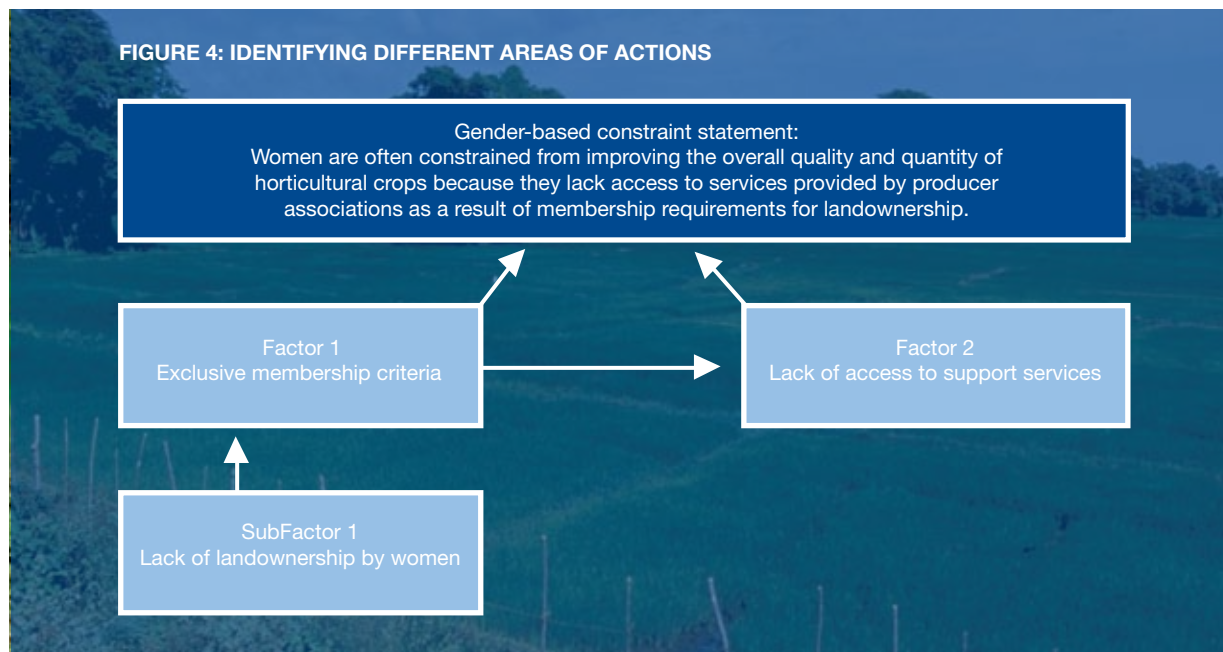 FIGURE 4: IDENTIFYING DIFFERENT AREAS OF ACTIONS
Gender-based constraint statement:
Women are often constrained from improving the overall quality and quantity of
horticultural crops because they lack access to services provided by producer
associations as a result of membership requirements for landownership.
Factor 1
Exclusive membership criteria
Factor 2
Lack of access to support services
SubFactor 1
Lack of landownership by women